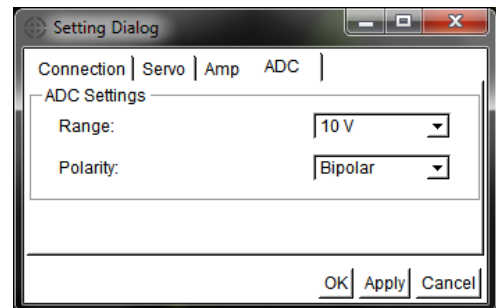 Setting Dialog
Connection Servo Amp ADC
ADC Settings
Range: 10 V
Polarity: Bipolar
OK Apply Cancel